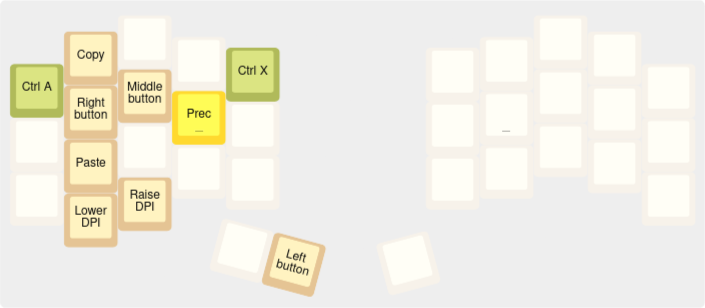 Copy
Ctrl X
Ctrl A
Middle
button
Right
button
Prec
_
_
Paste
Raise
DPI
Lower
DPI
Left
button